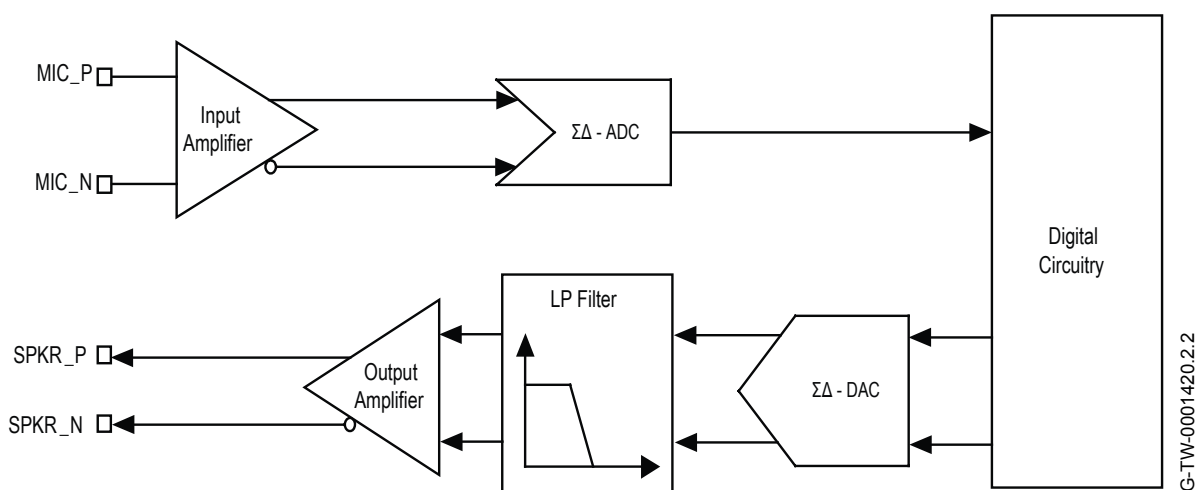 MIC_P
MIC_N
Input
Amplifier
ΣΔ - ADC
Digital
Circuitry
LP Filter
SPKR_P
SPKR_N
Output
Amplifier
ΣΔ - DAC
G-TW-0001420.2.2